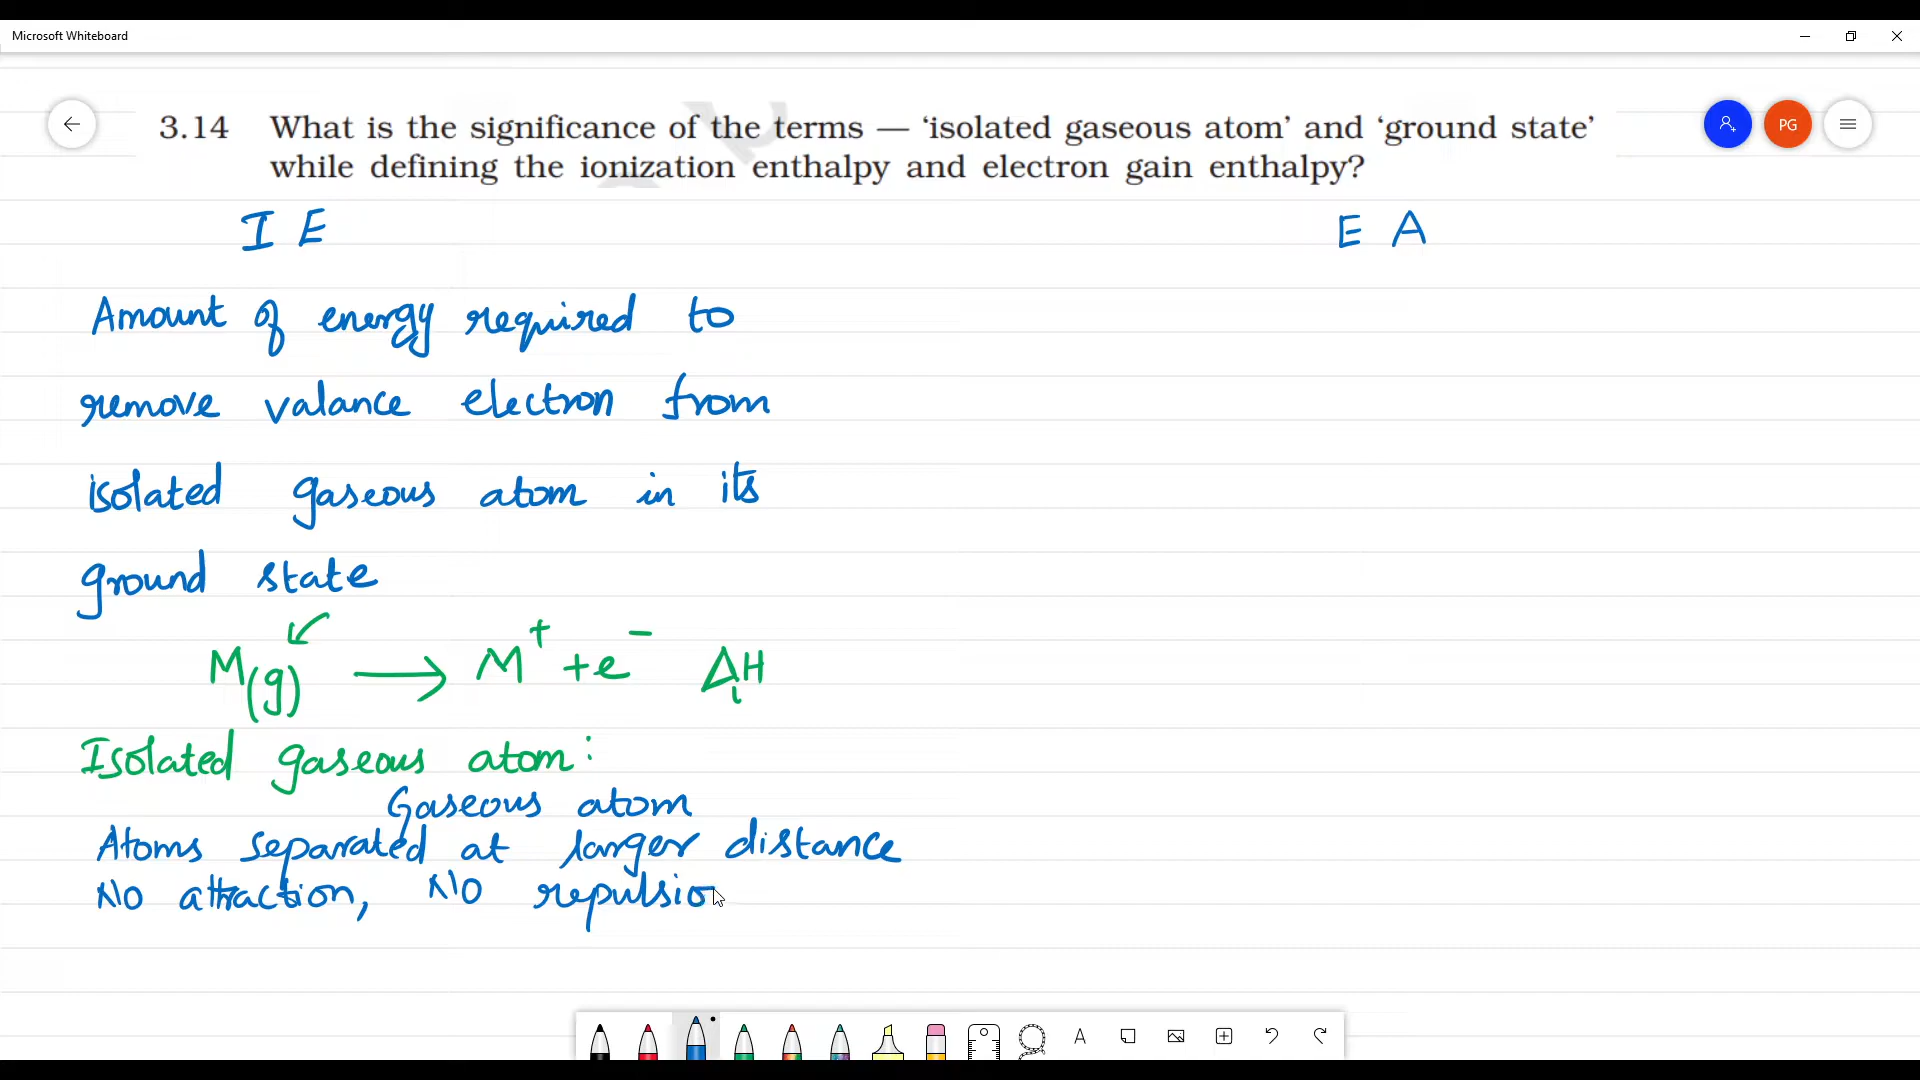 Microsoft Whiteboard
3.14 What is the significance of the terms — ‘isolated gaseous atom’ and ‘ground state’
while defining the ionization enthalpy and electron gain enthalpy?
PG
I E
E A
Amount of energy required to
remove valance electron from
isolated gaseous atom in its
ground state
M(g) ⟶ M⁺ + e⁻ ΔᵢH
Isolated gaseous atom:
Gaseous atom
Atoms separated at larger distance
No attraction, No repulsio
A